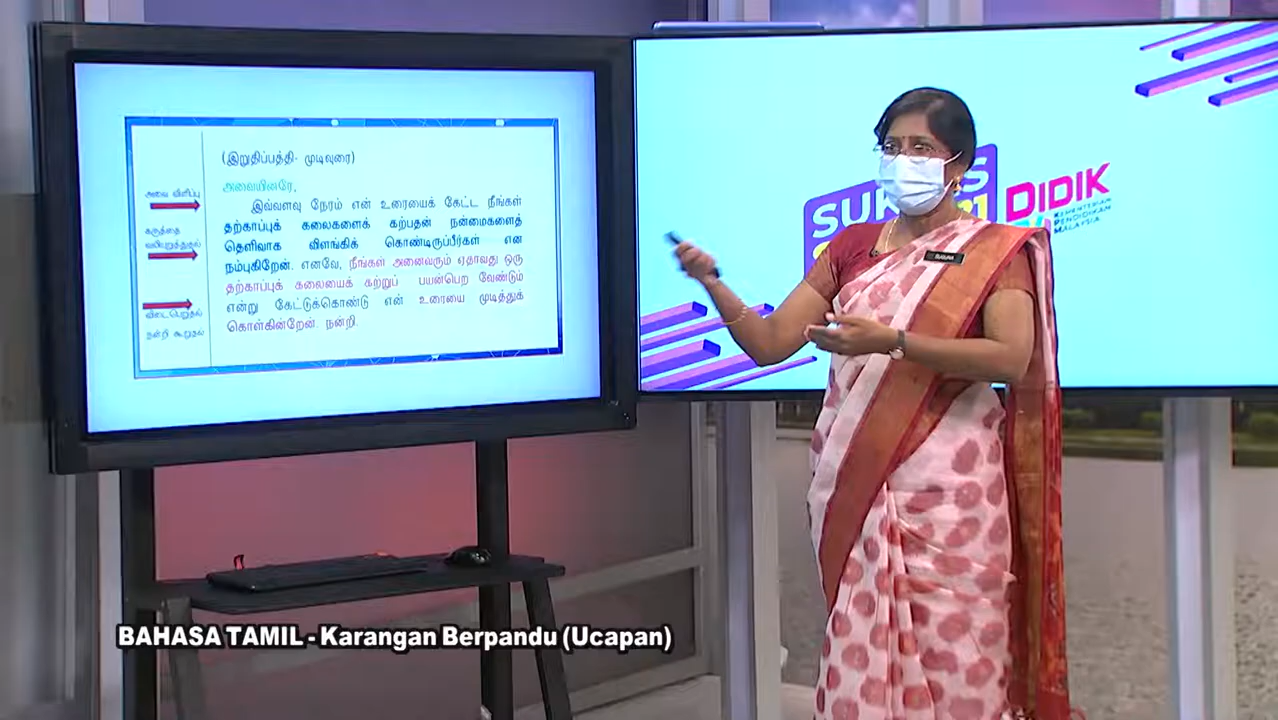 (இறுதிப்பத்தி- முடிவுரை)
அவை விளிப்பு
அவையினரே,
இவ்வளவு நேரம் என் உரையைக் கேட்ட நீங்கள்
தற்காப்புக் கலைகளைக் கற்பதன் நன்மைகளைத்
கருத்தை
வலியுறுத்துதல்
தெளிவாக விளங்கிக் கொண்டிருப்பீர்கள் என
நம்புகிறேன். எனவே, நீங்கள் அனைவரும் ஏதாவது ஒரு
தற்காப்புக் கலையைக் கற்றுப் பயன்பெற வேண்டும்
என்று கேட்டுக்கொண்டு என் உரையை முடித்துக்
விடைபெறுதல்
கொள்கின்றேன். நன்றி.
நன்றி கூறுதல்
DIDIK
KEMENTERIAN
PENDIDIKAN
MALAYSIA
BAHASA TAMIL - Karangan Berpandu (Ucapan)